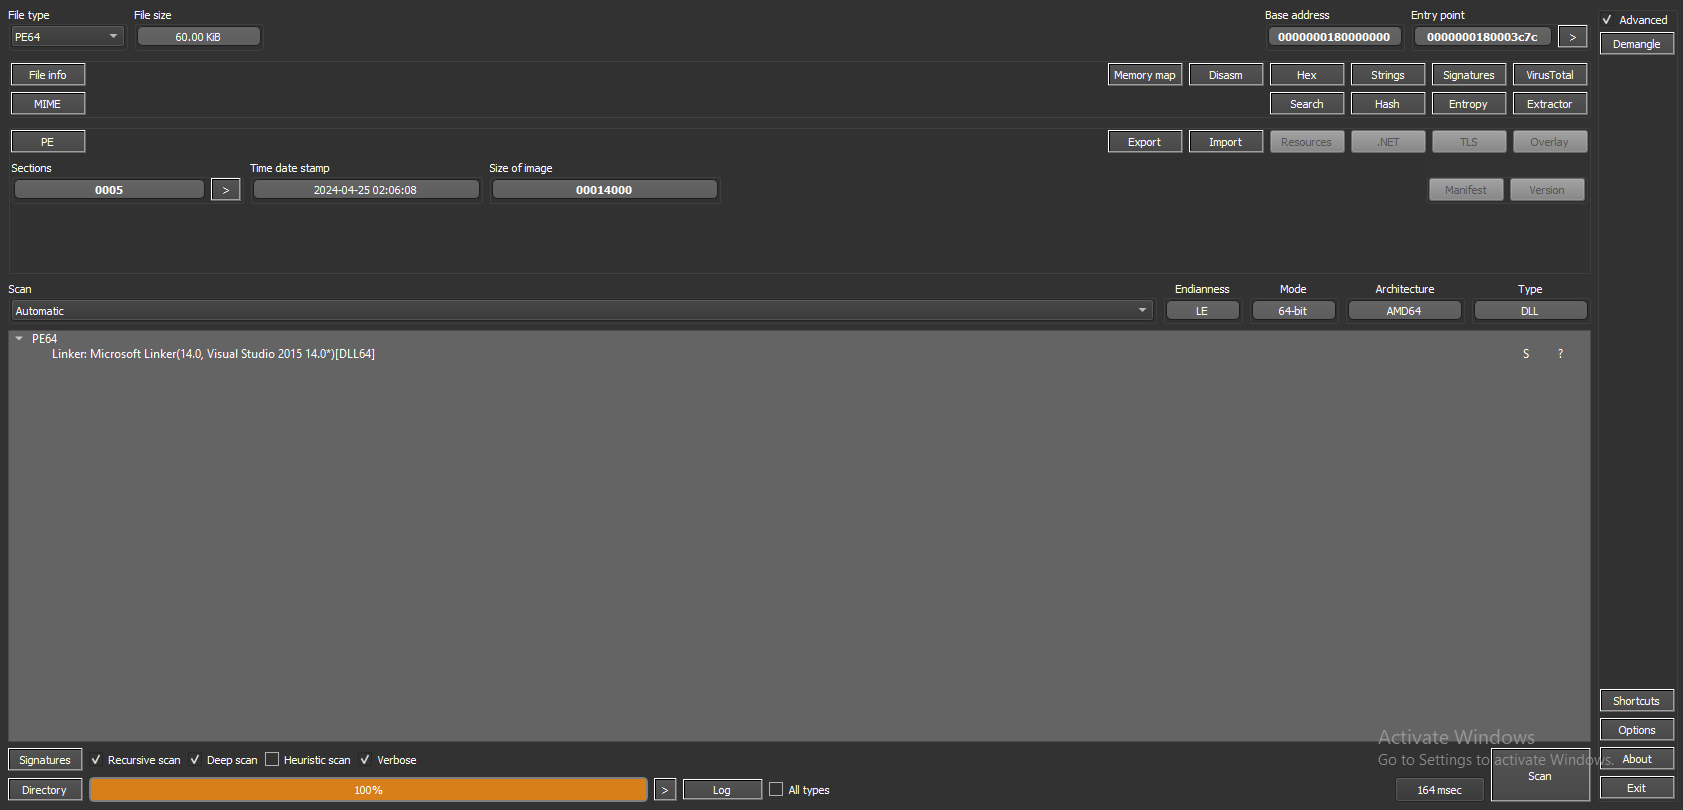 File type
File size
Base address
Entry point
Advanced
PE64
60.00 KiB
0000000180000000
0000000180003c7c
>
Demangle
File info
Memory map
Disasm
Hex
Strings
Signatures
VirusTotal
MIME
Search
Hash
Entropy
Extractor
PE
Export
Import
Resources
.NET
TLS
Overlay
Sections
Time date stamp
Size of image
0005
>
2024-04-25 02:06:08
00014000
Manifest
Version
Scan
Endianness
Mode
Architecture
Type
Automatic
LE
64-bit
AMD64
DLL
PE64
Linker: Microsoft Linker(14.0, Visual Studio 2015 14.0*)[DLL64]
S
?
Shortcuts
Options
Activate Windows
Go to Settings to activate Windows.
Signatures
Recursive scan
Deep scan
Heuristic scan
Verbose
About
Directory
100%
>
Log
All types
164 msec
Scan
Exit